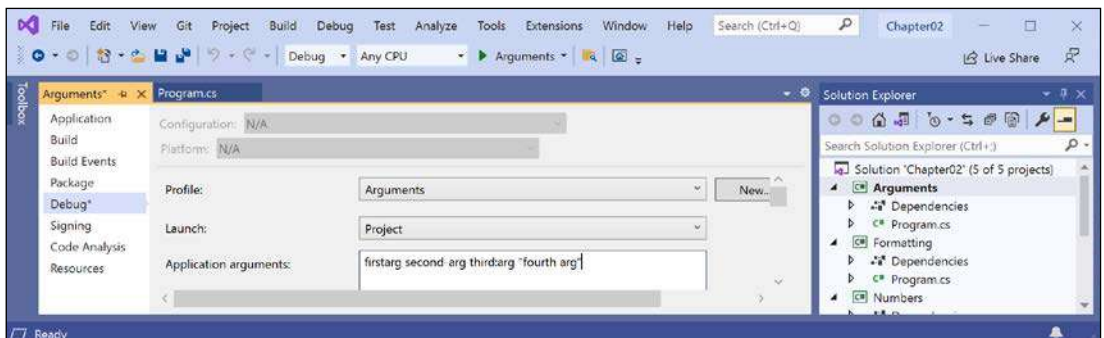 File Edit View Git Project Build Debug Test Analyze Tools Extensions Window Help Search (Ctrl+Q) Chapter02
Debug Any CPU Arguments Live Share
Toolbox
Arguments* Program.cs
Application
Build
Build Events
Package
Debug*
Signing
Code Analysis
Resources
Configuration: N/A
Platform: N/A
Profile: Arguments New...
Launch: Project
Application arguments: firstarg second-arg third:arg "fourth arg"
Solution Explorer
Search Solution Explorer (Ctrl+;)
Solution 'Chapter02' (5 of 5 projects)
C# Arguments
Dependencies
C# Program.cs
C# Formatting
Dependencies
C# Program.cs
C# Numbers
Ready